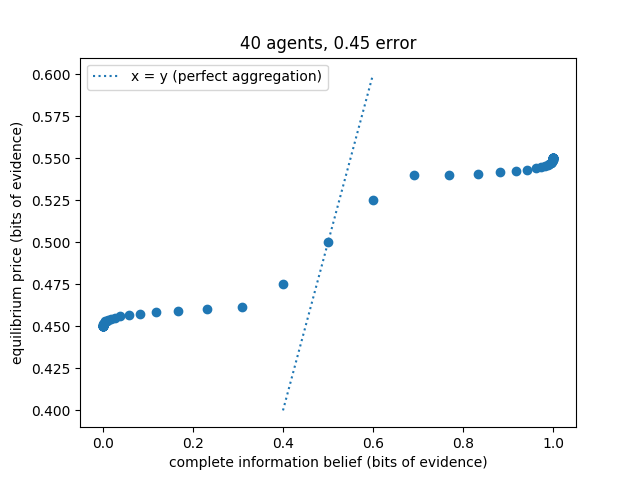 40 agents, 0.45 error
x = y (perfect aggregation)
equilibrium price (bits of evidence)
0.600
0.575
0.550
0.525
0.500
0.475
0.450
0.425
0.400
0.0 0.2 0.4 0.6 0.8 1.0
complete information belief (bits of evidence)